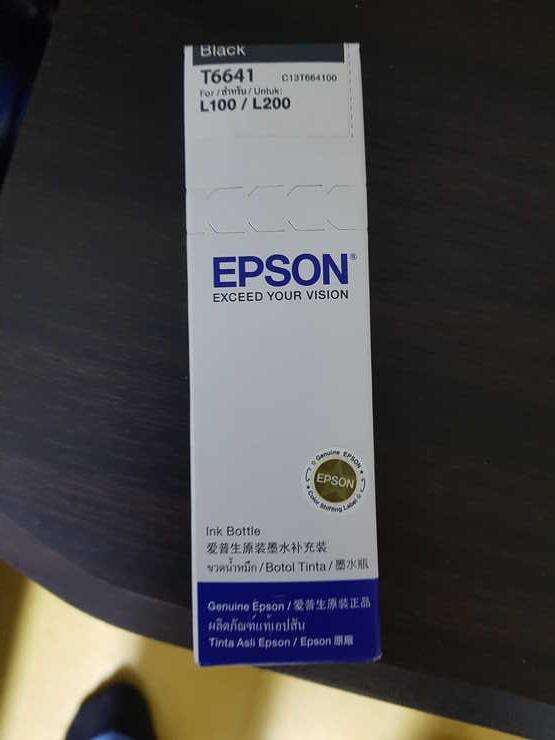 Black
T6641 C13T664100
For / สำหรับ / Untuk:
L100 / L200
EPSON®
EXCEED YOUR VISION
Genuine EPSON
EPSON
Color Shifting Label
Ink Bottle
爱普生原装墨水补充装
ขวดน้ำหมึก / Botol Tinta / 墨水瓶
Genuine Epson / 爱普生原装正品
ผลิตภัณฑ์แท้เอปสัน
Tinta Asli Epson / Epson 原廠